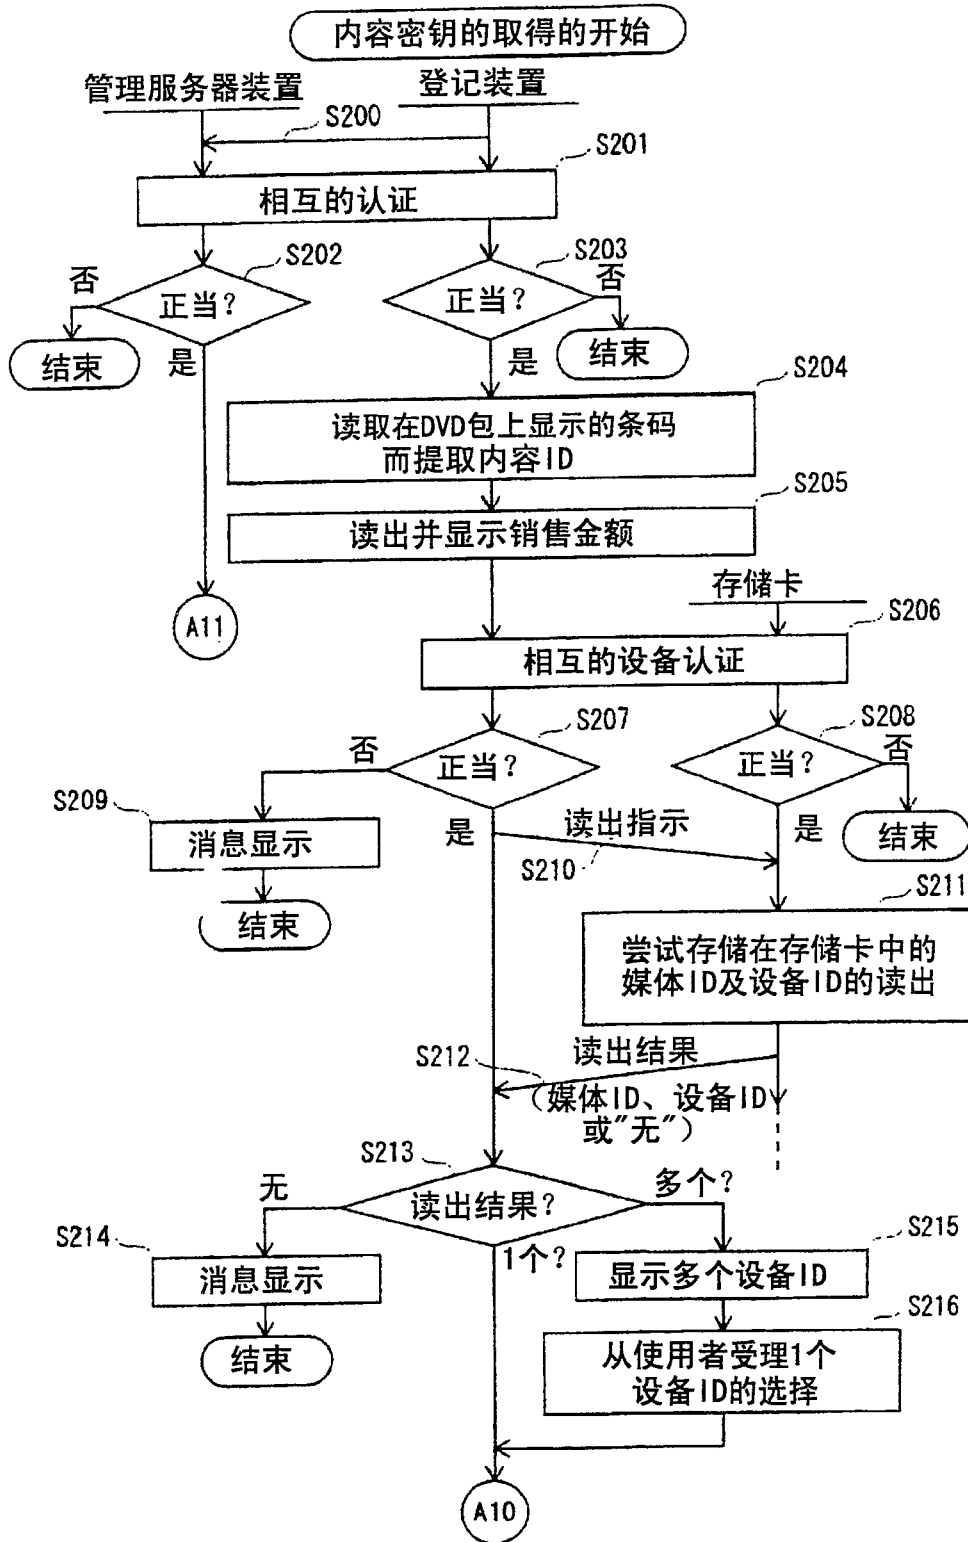 内容密钥的取得的开始
管理服务器装置
登记装置
S200
S201
相互的认证
S202
S203
否
正当?
正当?
否
结束
是
是
结束
S204
读取在DVD包上显示的条码
而提取内容ID
S205
读出并显示销售金额
存储卡
A11
S206
相互的设备认证
S207
S208
否
正当?
正当?
否
S209
消息显示
是
读出指示
是
结束
S210
结束
S211
尝试存储在存储卡中的
媒体ID及设备ID的读出
S212
读出结果
(媒体ID、设备ID
或"无")
S213
无
读出结果?
多个?
1个?
S214
消息显示
S215
显示多个设备ID
结束
S216
从使用者受理1个
设备ID的选择
A10